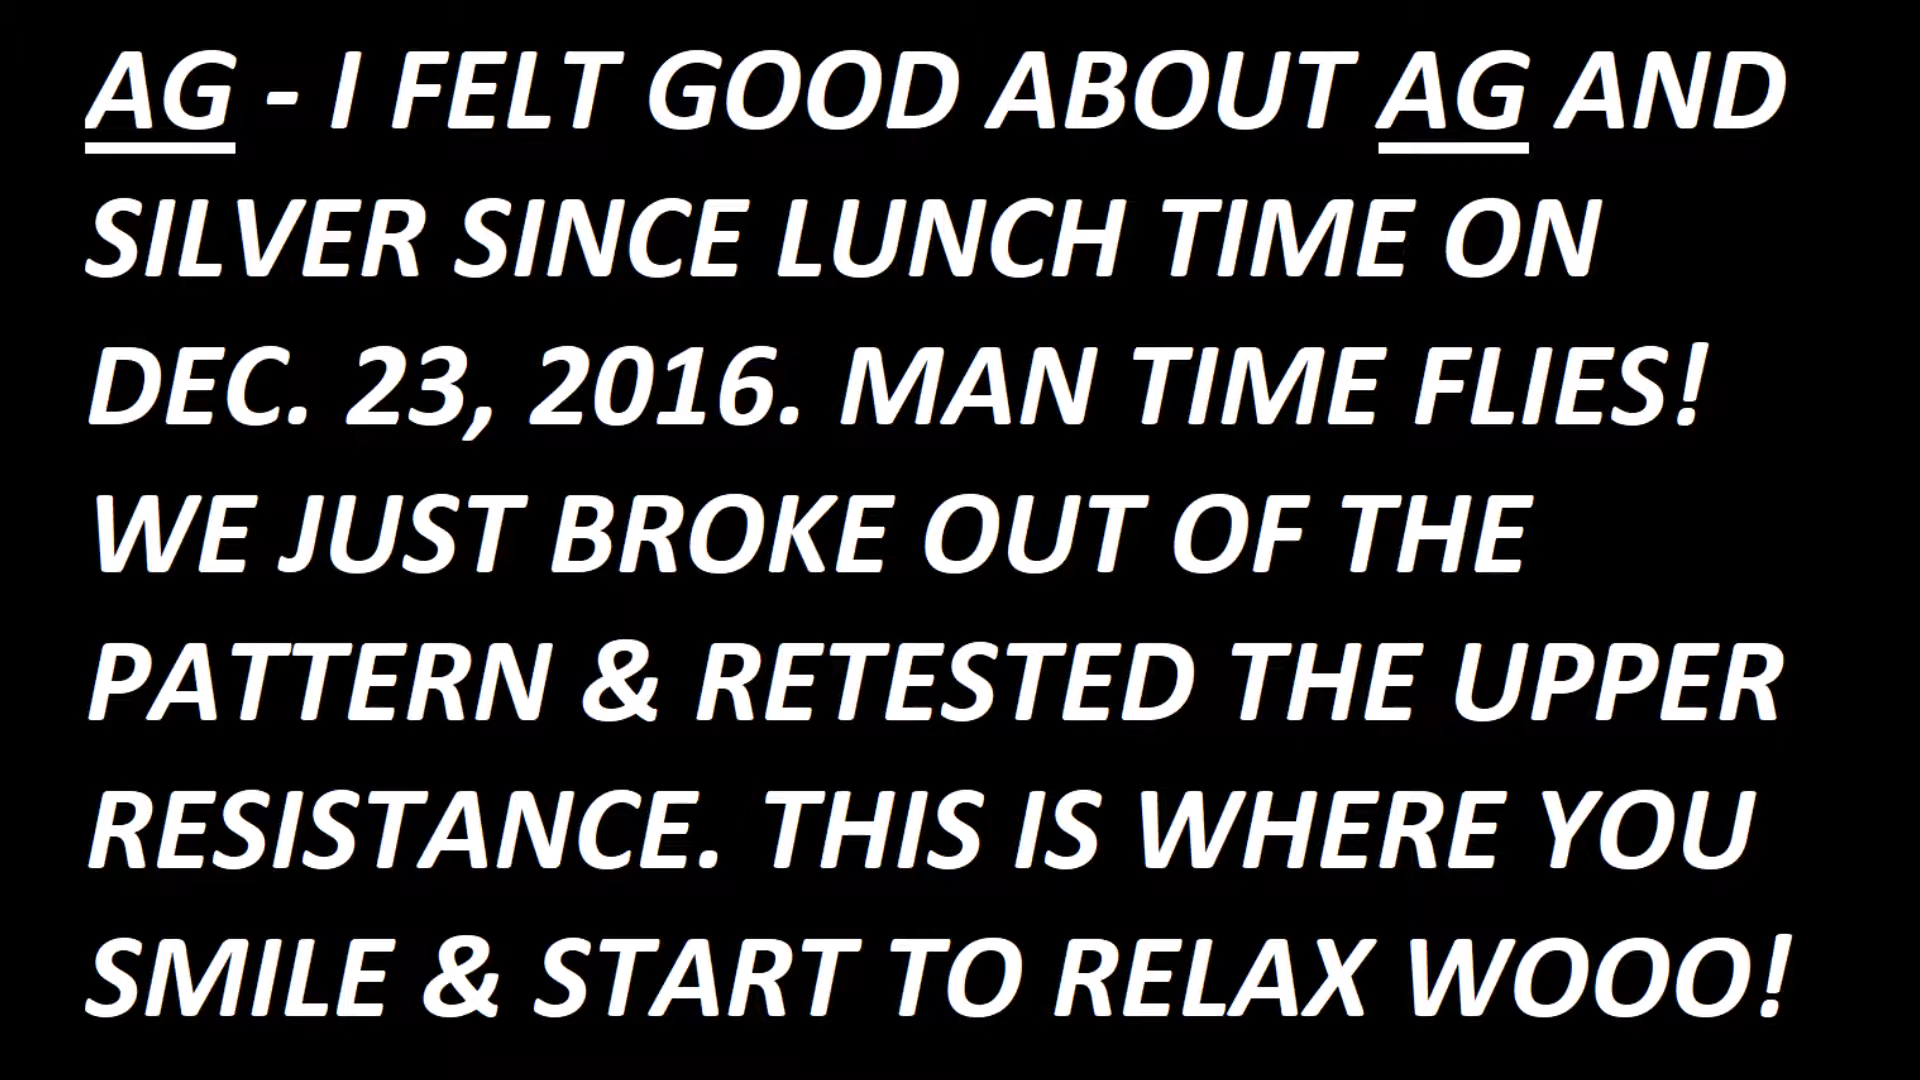 AG - I FELT GOOD ABOUT AG AND
SILVER SINCE LUNCH TIME ON
DEC. 23, 2016. MAN TIME FLIES!
WE JUST BROKE OUT OF THE
PATTERN & RETESTED THE UPPER
RESISTANCE. THIS IS WHERE YOU
SMILE & START TO RELAX WOOO!